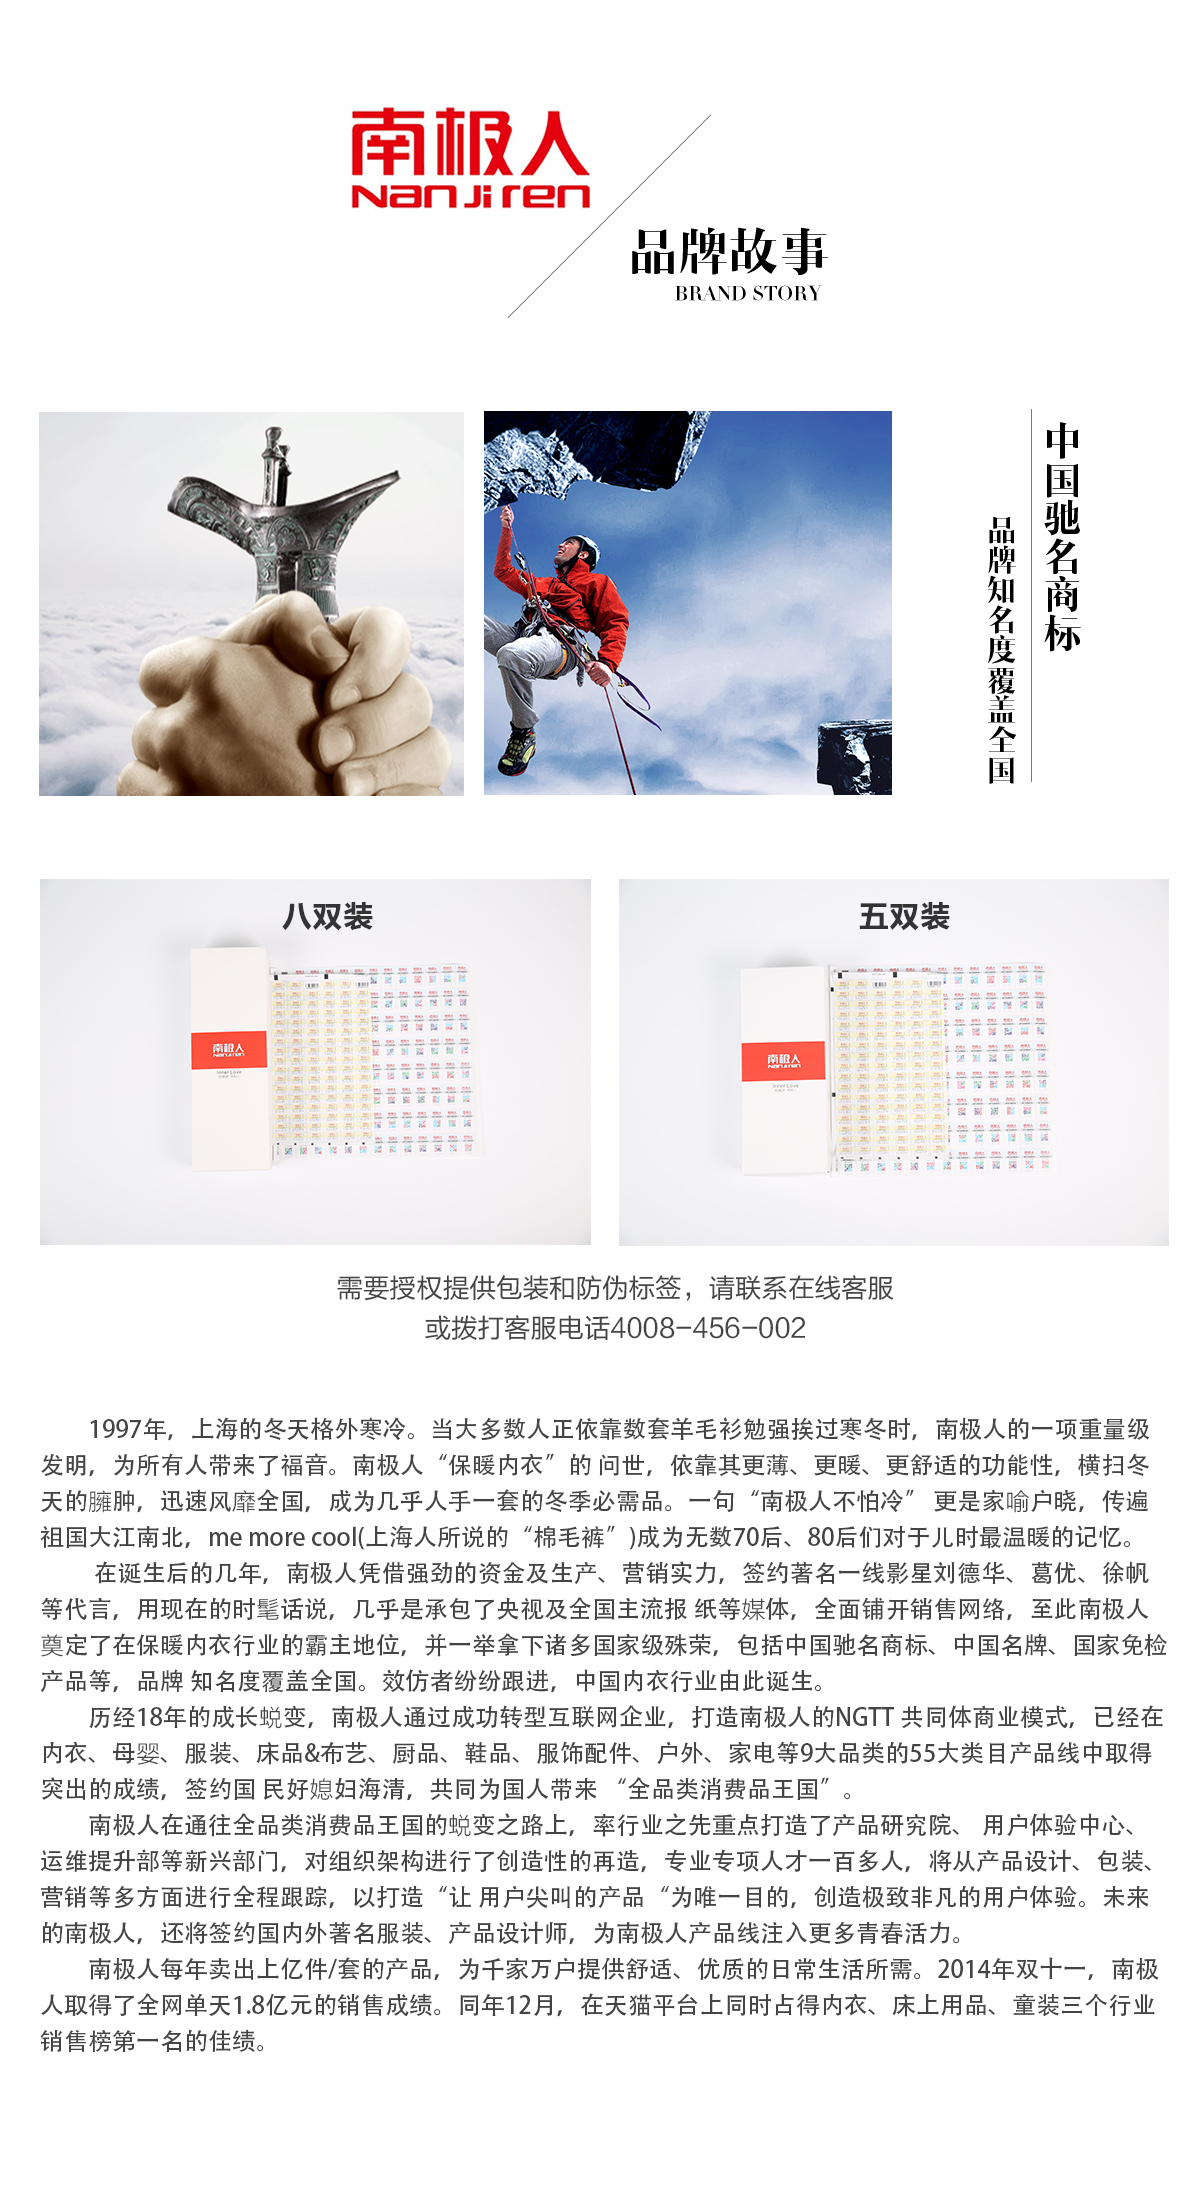 南极人
NanJiren
品牌故事
BRAND STORY
中国驰名商标
品牌知名度覆盖全国
八双装
五双装
南极人
NanJiren
Inner Love
南极人
NanJiren
Inner Love
需要授权提供包装和防伪标签，请联系在线客服
或拨打客服电话4008-456-002
1997年，上海的冬天格外寒冷。当大多数人正依靠数套羊毛衫勉强挨过寒冬时，南极人的一项重量级
发明，为所有人带来了福音。南极人“保暖内衣”的 问世，依靠其更薄、更暖、更舒适的功能性，横扫冬
天的臃肿，迅速风靡全国，成为几乎人手一套的冬季必需品。一句“南极人不怕冷” 更是家喻户晓，传遍
祖国大江南北，me more cool(上海人所说的“棉毛裤”)成为无数70后、80后们对于儿时最温暖的记忆。
在诞生后的几年，南极人凭借强劲的资金及生产、营销实力，签约著名一线影星刘德华、葛优、徐帆
等代言，用现在的时髦话说，几乎是承包了央视及全国主流报 纸等媒体，全面铺开销售网络，至此南极人
奠定了在保暖内衣行业的霸主地位，并一举拿下诸多国家级殊荣，包括中国驰名商标、中国名牌、国家免检
产品等，品牌 知名度覆盖全国。效仿者纷纷跟进，中国内衣行业由此诞生。
历经18年的成长蜕变，南极人通过成功转型互联网企业，打造南极人的NGTT 共同体商业模式，已经在
内衣、母婴、服装、床品&布艺、厨品、鞋品、服饰配件、户外、家电等9大品类的55大类目产品线中取得
突出的成绩，签约国 民好媳妇海清，共同为国人带来 “全品类消费品王国”。
南极人在通往全品类消费品王国的蜕变之路上，率行业之先重点打造了产品研究院、 用户体验中心、
运维提升部等新兴部门，对组织架构进行了创造性的再造，专业专项人才一百多人，将从产品设计、包装、
营销等多方面进行全程跟踪，以打造“让 用户尖叫的产品“为唯一目的，创造极致非凡的用户体验。未来
的南极人，还将签约国内外著名服装、产品设计师，为南极人产品线注入更多青春活力。
南极人每年卖出上亿件/套的产品，为千家万户提供舒适、优质的日常生活所需。2014年双十一，南极
人取得了全网单天1.8亿元的销售成绩。同年12月，在天猫平台上同时占得内衣、床上用品、童装三个行业
销售榜第一名的佳绩。